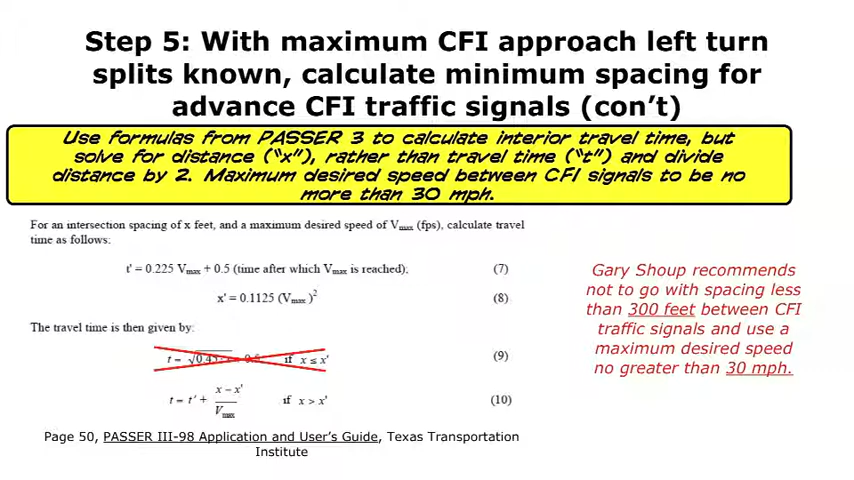 Step 5: With maximum CFI approach left turn
splits known, calculate minimum spacing for
advance CFI traffic signals (con’t)
Use formulas from PASSER 3 to calculate interior travel time, but
solve for distance (“x”), rather than travel time (“t”) and divide
distance by 2. Maximum desired speed between CFI signals to be no
more than 30 mph.
For an intersection spacing of x feet, and a maximum desired speed of Vmax (fps), calculate travel
time as follows:
t' = 0.225 Vmax + 0.5 (time after which Vmax is reached); (7)
x' = 0.1125 (Vmax )² (8)
The travel time is then given by:
if x ≤ x' (9)
t = t' + (x − x') / Vmax if x > x' (10)
Gary Shoup recommends
not to go with spacing less
than 300 feet between CFI
traffic signals and use a
maximum desired speed
no greater than 30 mph.
Page 50, PASSER III-98 Application and User’s Guide, Texas Transportation
Institute